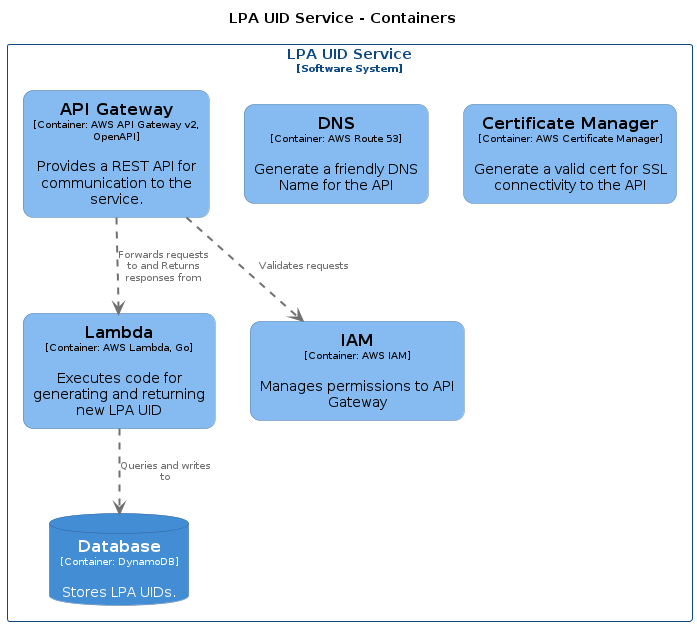 LPA UID Service - Containers
LPA UID Service
[Software System]
API Gateway
[Container: AWS API Gateway v2,
OpenAPI]
Provides a REST API for
communication to the
service.
DNS
[Container: AWS Route 53]
Generate a friendly DNS
Name for the API
Certificate Manager
[Container: AWS Certificate Manager]
Generate a valid cert for SSL
connectivity to the API
Forwards requests
to and Returns
responses from
Validates requests
Lambda
[Container: AWS Lambda, Go]
Executes code for
generating and returning
new LPA UID
IAM
[Container: AWS IAM]
Manages permissions to API
Gateway
Queries and writes
to
Database
[Container: DynamoDB]
Stores LPA UIDs.